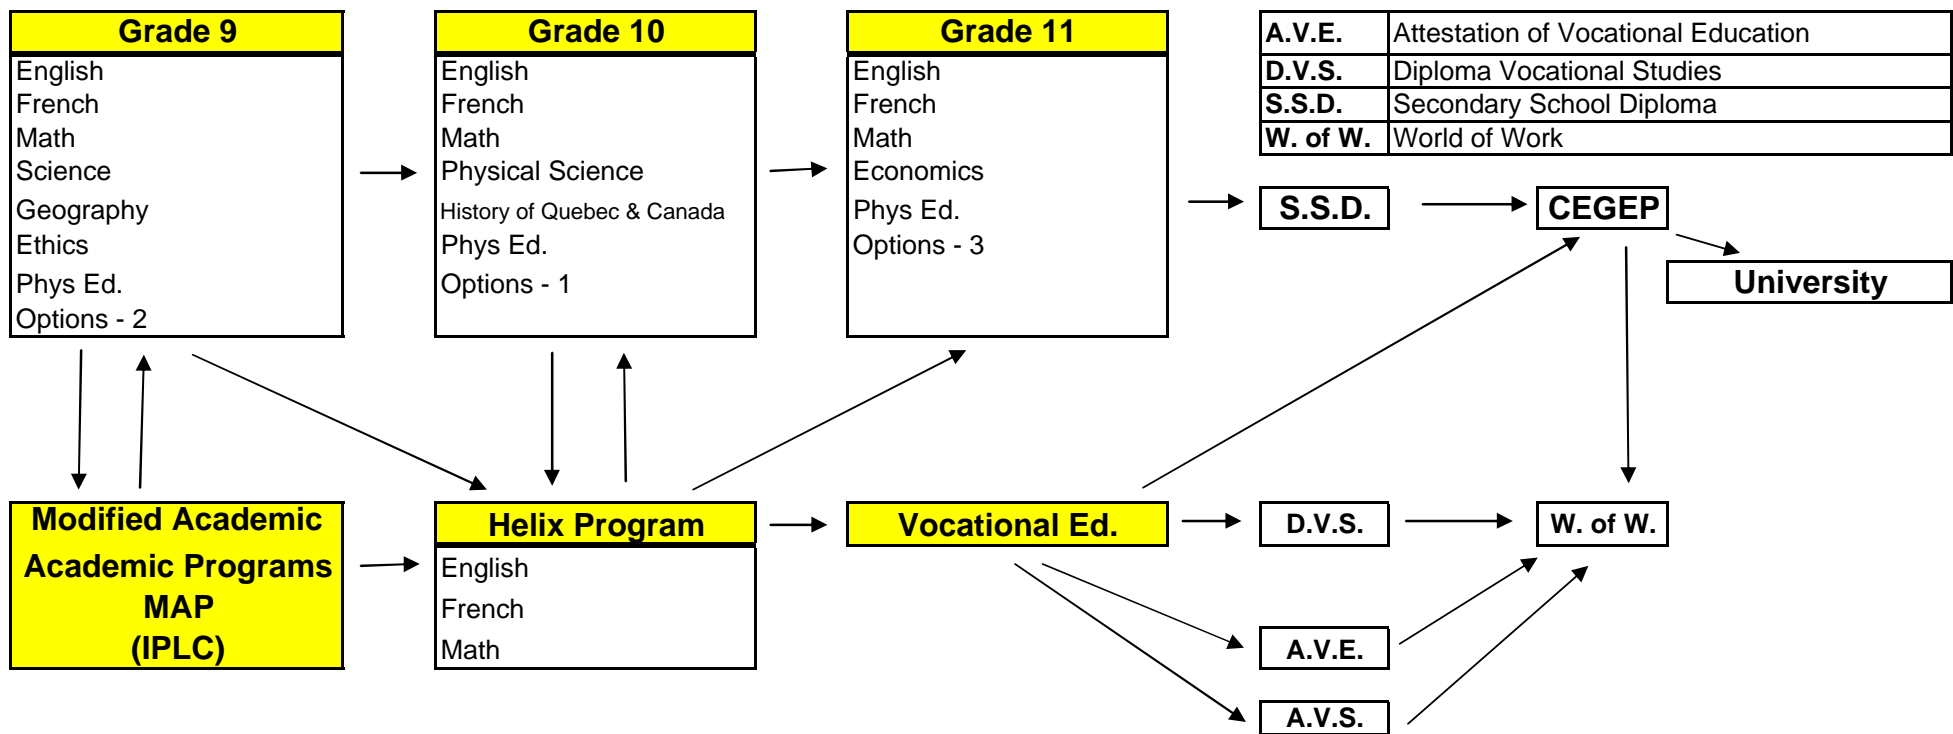 Grade 9
English
French
Math
Science
Geography
Ethics
Phys Ed.
Options - 2
Grade 10
English
French
Math
Physical Science
History of Quebec & Canada
Phys Ed.
Options - 1
Grade 11
English
French
Math
Economics
Phys Ed.
Options - 3
A.V.E. Attestation of Vocational Education
D.V.S. Diploma Vocational Studies
S.S.D. Secondary School Diploma
W. of W. World of Work
S.S.D.
CEGEP
University
Modified Academic
Academic Programs
MAP
(IPLC)
Helix Program
English
French
Math
Vocational Ed.
D.V.S.
W. of W.
A.V.E.
A.V.S.